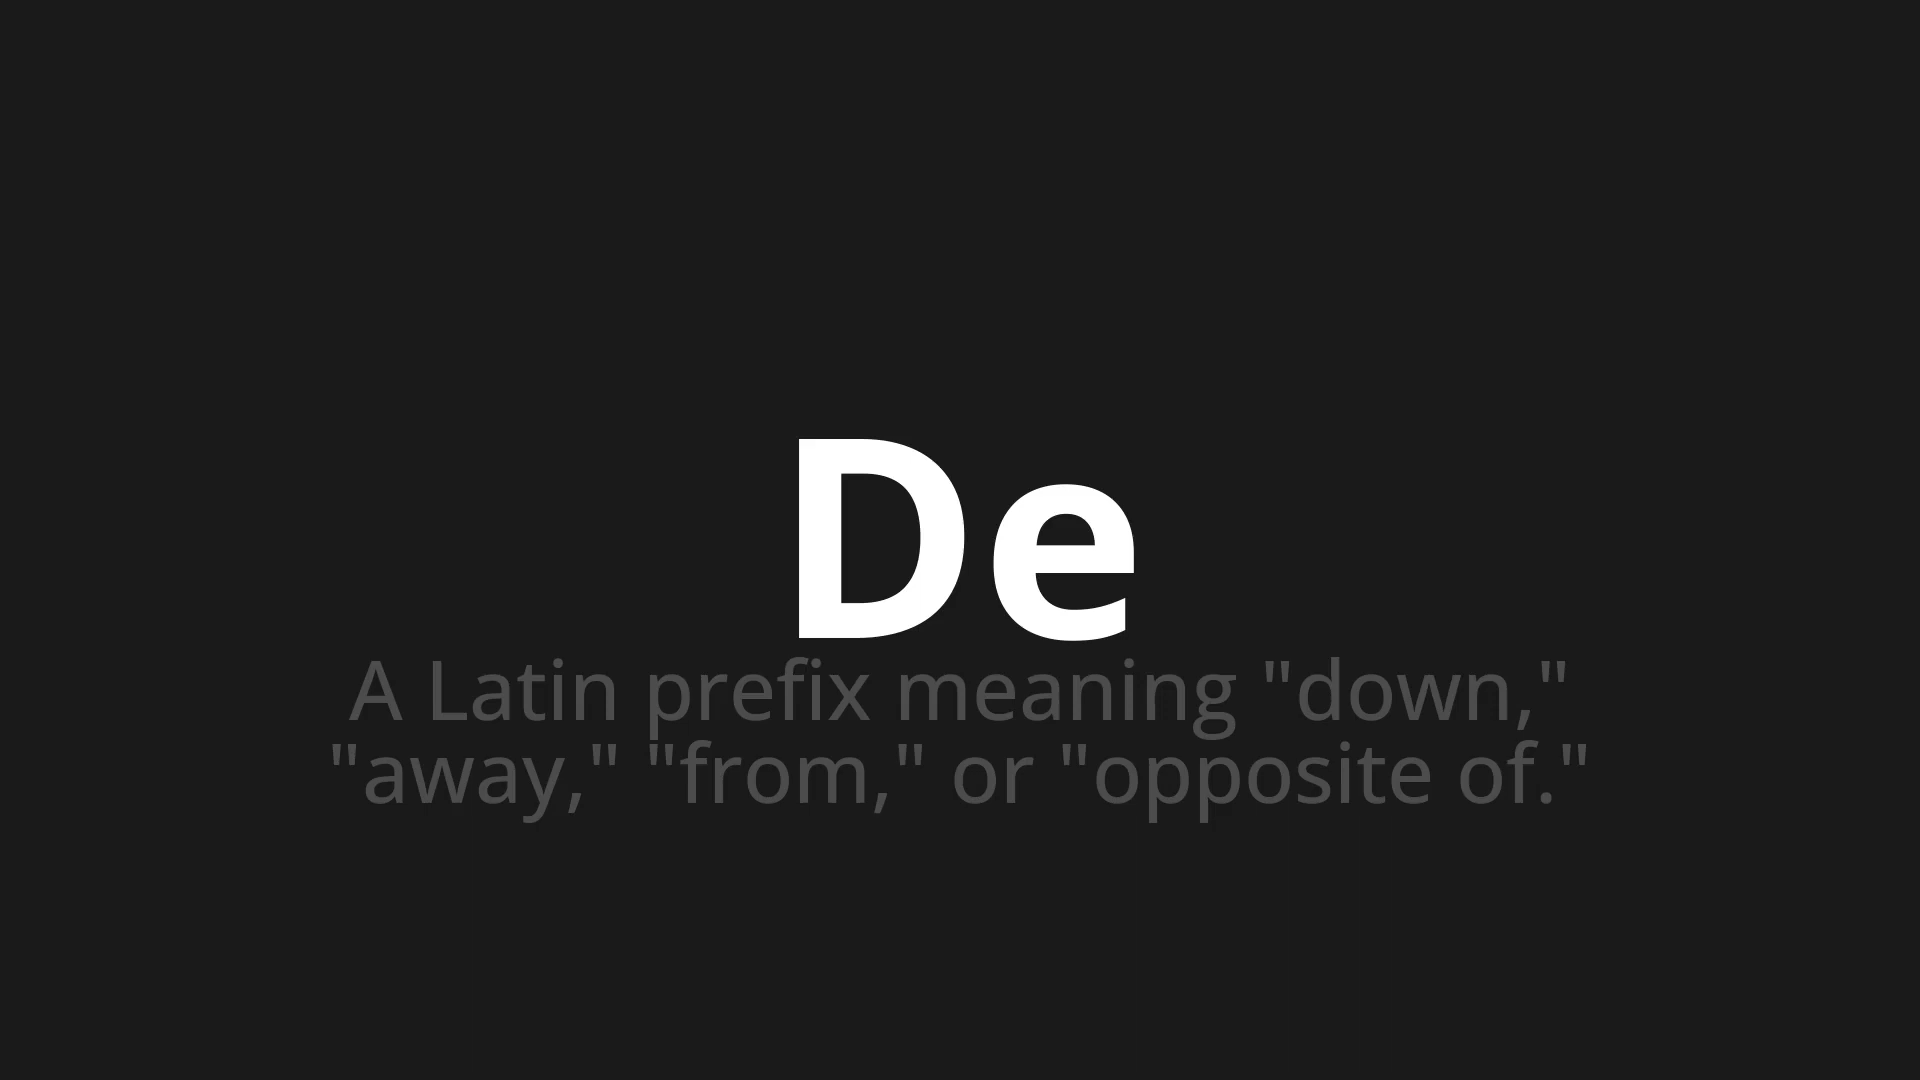 De
A Latin prefix meaning "down,"
"away," "from," or "opposite of."